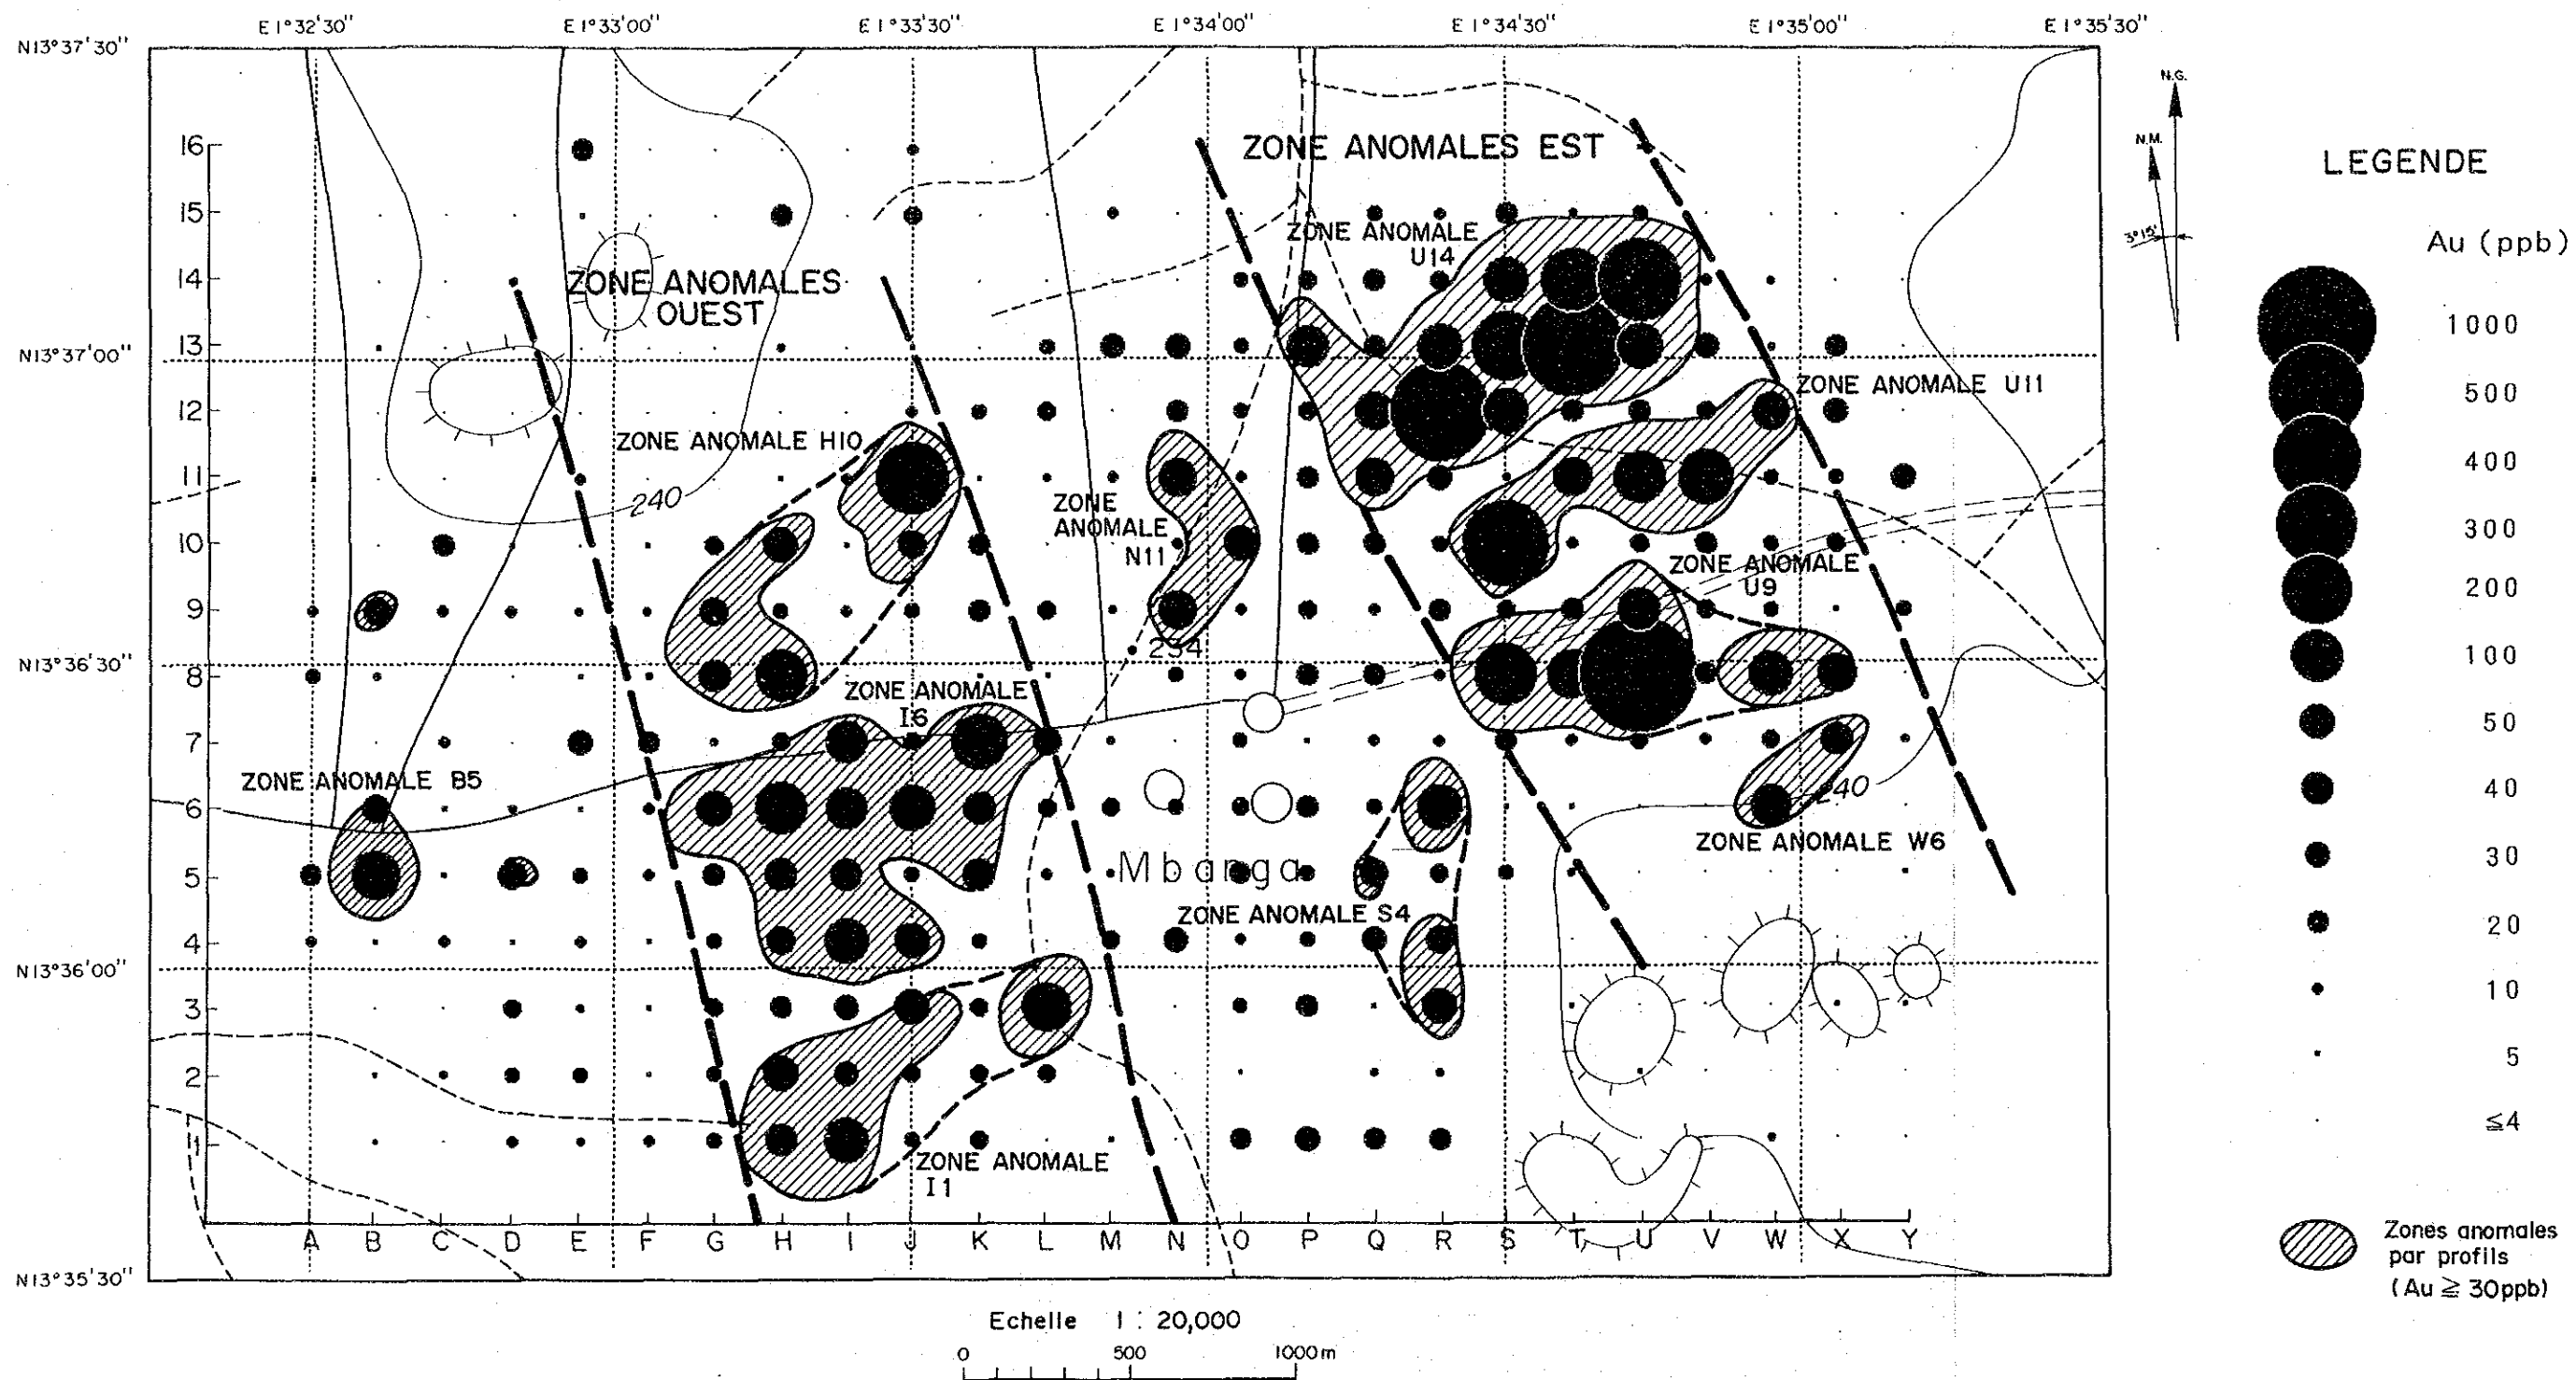 E 1°32'30"
E 1°33'00"
E 1°33'30"
E 1°34'00"
E 1°34'30"
E 1°35'00"
E 1°35'30"
N13°37'30"
N13°37'00"
N13°36'30"
N13°36'00"
N13°35'30"
16
15
14
13
12
11
10
9
8
7
6
5
4
3
2
1
A B C D E F G H I J K L M N O P Q R S T U V W X Y
ZONE ANOMALES EST
ZONE ANOMALE
U14
ZONE ANOMALES
OUEST
ZONE ANOMALE U11
ZONE ANOMALE H10
240
ZONE
ANOMALE
N11
ZONE ANOMALE
U9
234
ZONE ANOMALE
I6
ZONE ANOMALE B5
240
ZONE ANOMALE W6
Mbanga
ZONE ANOMALE S4
ZONE ANOMALE
I1
Echelle 1 : 20,000
0 500 1000m
N.G.
N.M.
3°15'
LEGENDE
Au (ppb)
1000
500
400
300
200
100
50
40
30
20
10
5
≦4
Zones anomales
par profils
(Au ≧ 30ppb)